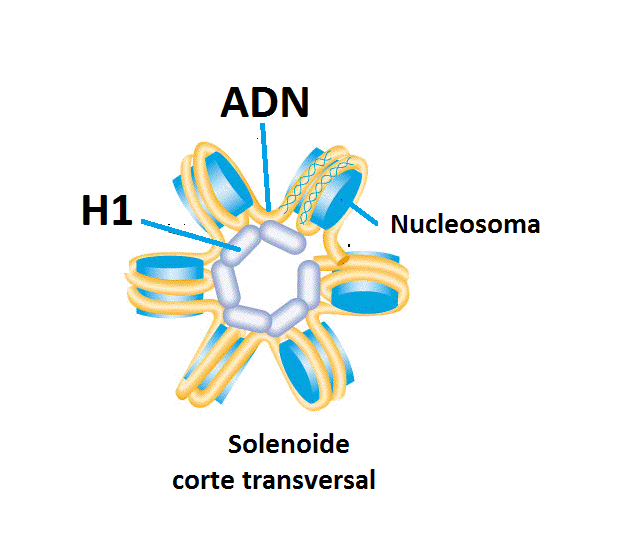 ADN
H1
Nucleosoma
Solenoide
corte transversal